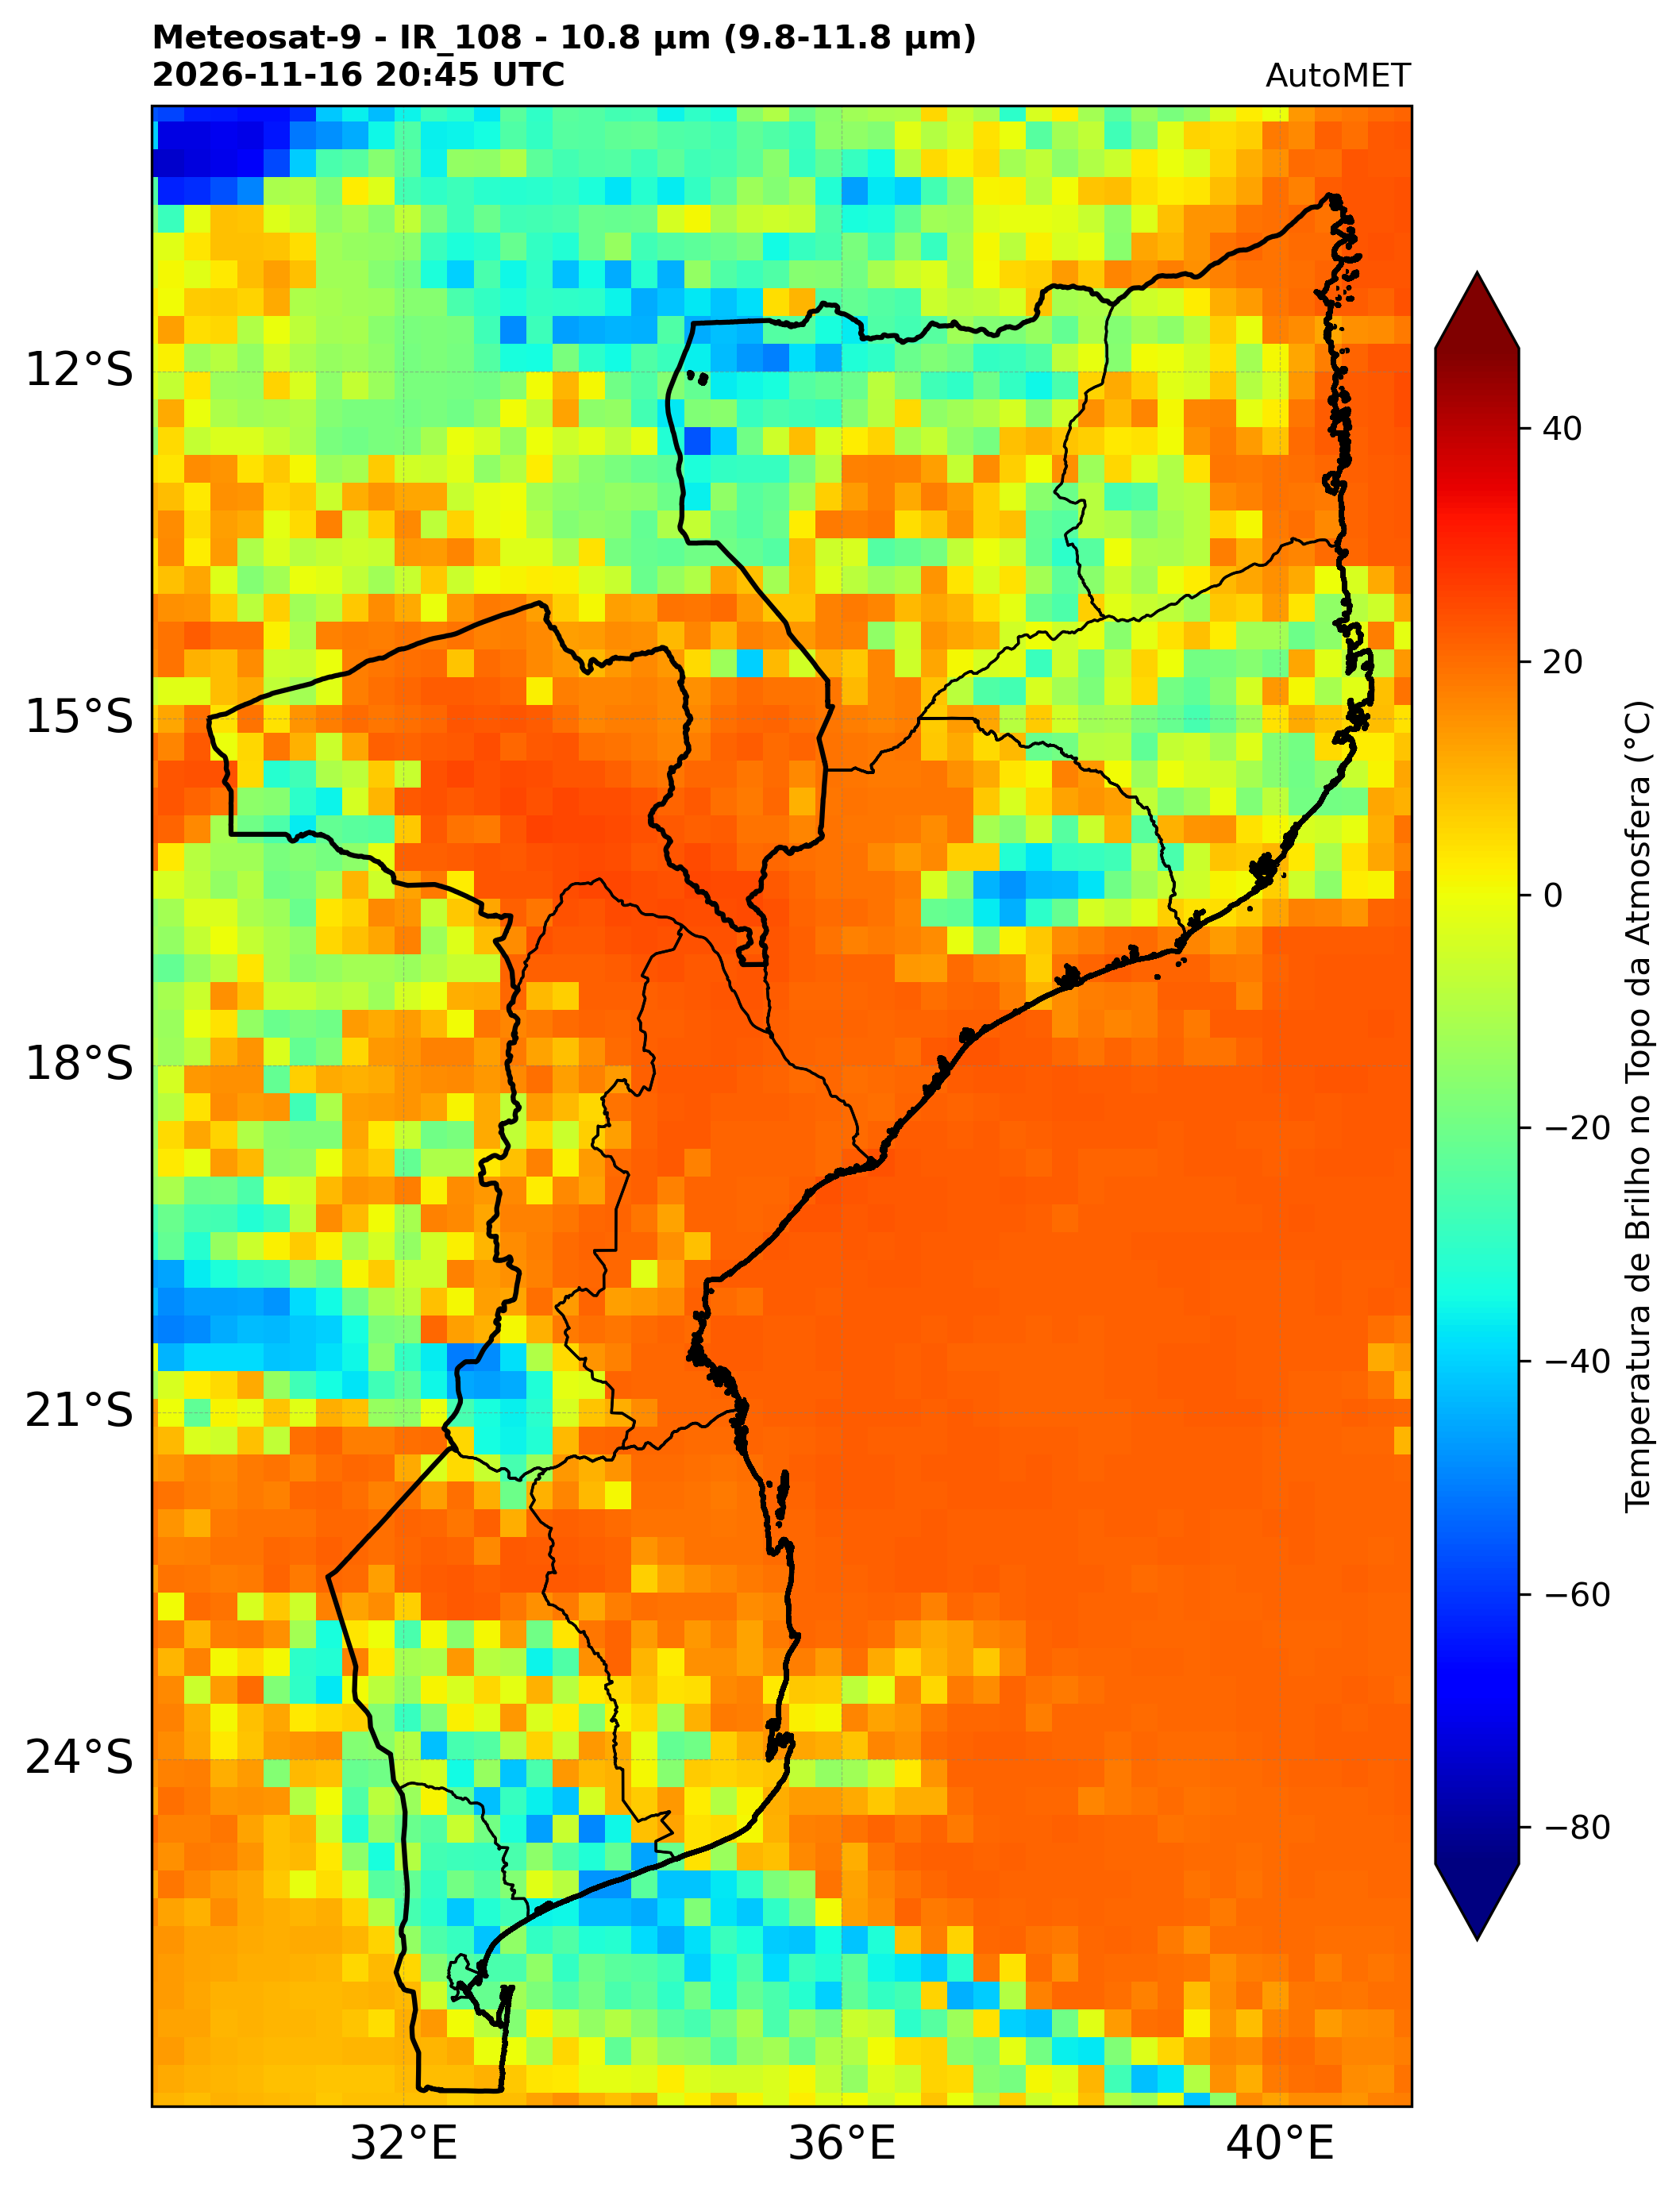 Meteosat-9 - IR_108 - 10.8 µm (9.8-11.8 µm)
2026-11-16 20:45 UTC
AutoMET
12°S
15°S
18°S
21°S
24°S
32°E
36°E
40°E
40
20
0
−20
−40
−60
−80
Temperatura de Brilho no Topo da Atmosfera (°C)